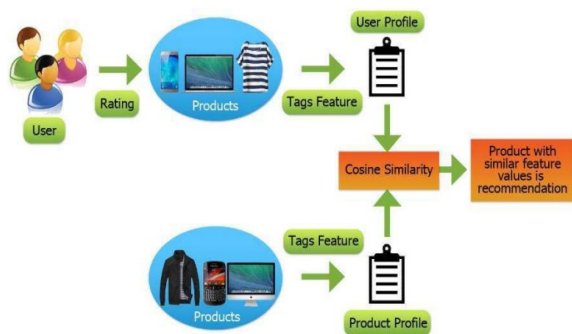 User Profile
Products
Tags Feature
Rating
User
Cosine Similarity
Product with
similar feature
values is
recommendation
Tags Feature
Products
Product Profile